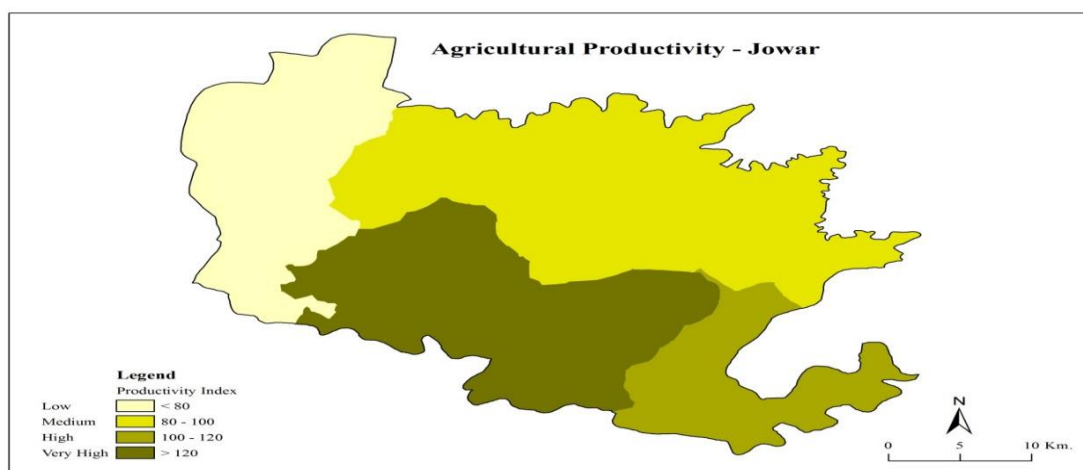 Agricultural Productivity - Jowar
Legend
Productivity Index
Low < 80
Medium 80 - 100
High 100 - 120
Very High > 120
N
0 5 10 Km.